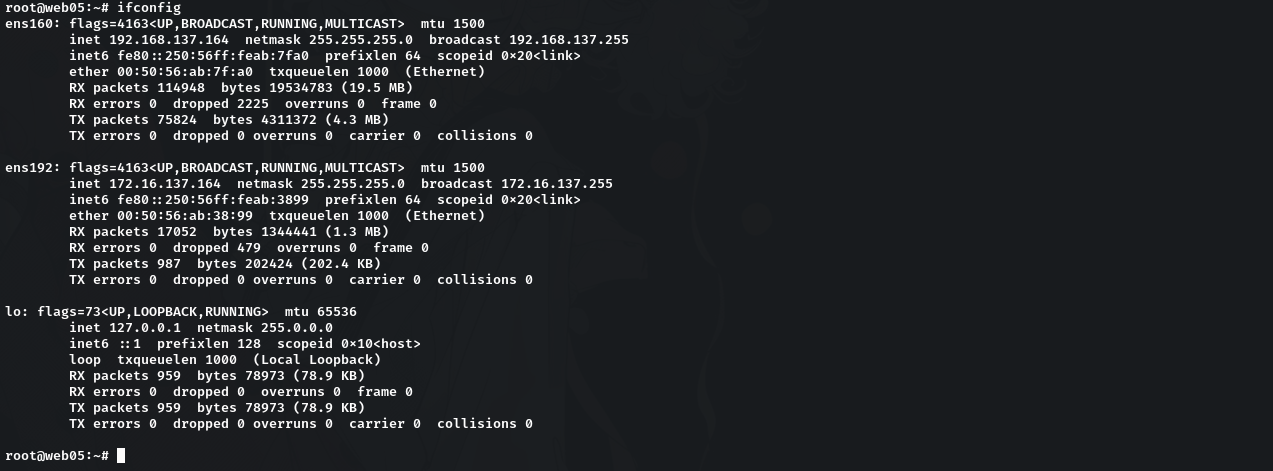 root@web05:~# ifconfig
ens160: flags=4163<UP,BROADCAST,RUNNING,MULTICAST>  mtu 1500
        inet 192.168.137.164  netmask 255.255.255.0  broadcast 192.168.137.255
        inet6 fe80::250:56ff:feab:7fa0  prefixlen 64  scopeid 0x20<link>
        ether 00:50:56:ab:7f:a0  txqueuelen 1000  (Ethernet)
        RX packets 114948  bytes 19534783 (19.5 MB)
        RX errors 0  dropped 2225  overruns 0  frame 0
        TX packets 75824  bytes 4311372 (4.3 MB)
        TX errors 0  dropped 0 overruns 0  carrier 0  collisions 0

ens192: flags=4163<UP,BROADCAST,RUNNING,MULTICAST>  mtu 1500
        inet 172.16.137.164  netmask 255.255.255.0  broadcast 172.16.137.255
        inet6 fe80::250:56ff:feab:3899  prefixlen 64  scopeid 0x20<link>
        ether 00:50:56:ab:38:99  txqueuelen 1000  (Ethernet)
        RX packets 17052  bytes 1344441 (1.3 MB)
        RX errors 0  dropped 479  overruns 0  frame 0
        TX packets 987  bytes 202424 (202.4 KB)
        TX errors 0  dropped 0 overruns 0  carrier 0  collisions 0

lo: flags=73<UP,LOOPBACK,RUNNING>  mtu 65536
        inet 127.0.0.1  netmask 255.0.0.0
        inet6 ::1  prefixlen 128  scopeid 0x10<host>
        loop  txqueuelen 1000  (Local Loopback)
        RX packets 959  bytes 78973 (78.9 KB)
        RX errors 0  dropped 0  overruns 0  frame 0
        TX packets 959  bytes 78973 (78.9 KB)
        TX errors 0  dropped 0 overruns 0  carrier 0  collisions 0

root@web05:~#